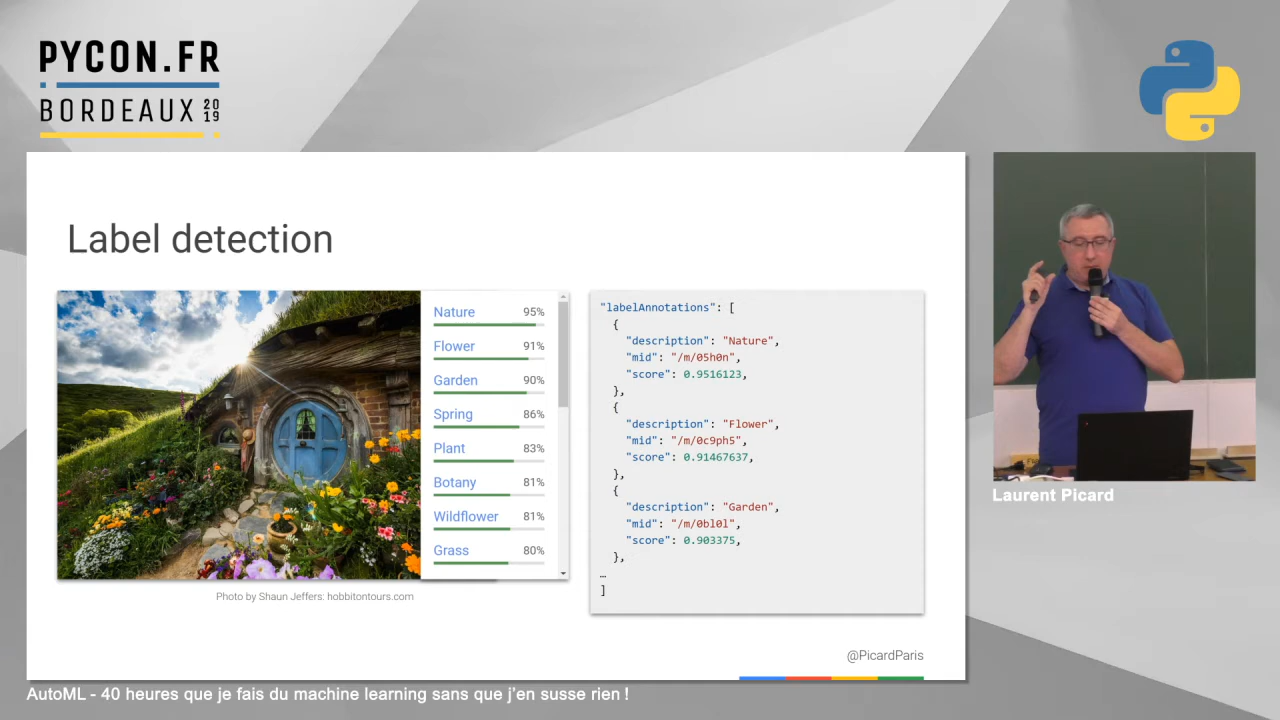 PYCON.FR
BORDEAUX 2019
Label detection
Nature 95%
Flower 91%
Garden 90%
Spring 86%
Plant 83%
Botany 81%
Wildflower 81%
Grass 80%
Photo by Shaun Jeffers: hobbitontours.com
"labelAnnotations": [
{
"description": "Nature",
"mid": "/m/05h0n",
"score": 0.9516123,
},
{
"description": "Flower",
"mid": "/m/0c9ph5",
"score": 0.91467637,
},
{
"description": "Garden",
"mid": "/m/0bl0l",
"score": 0.903375,
},
…
]
@PicardParis
Laurent Picard
AutoML - 40 heures que je fais du machine learning sans que j'en susse rien !